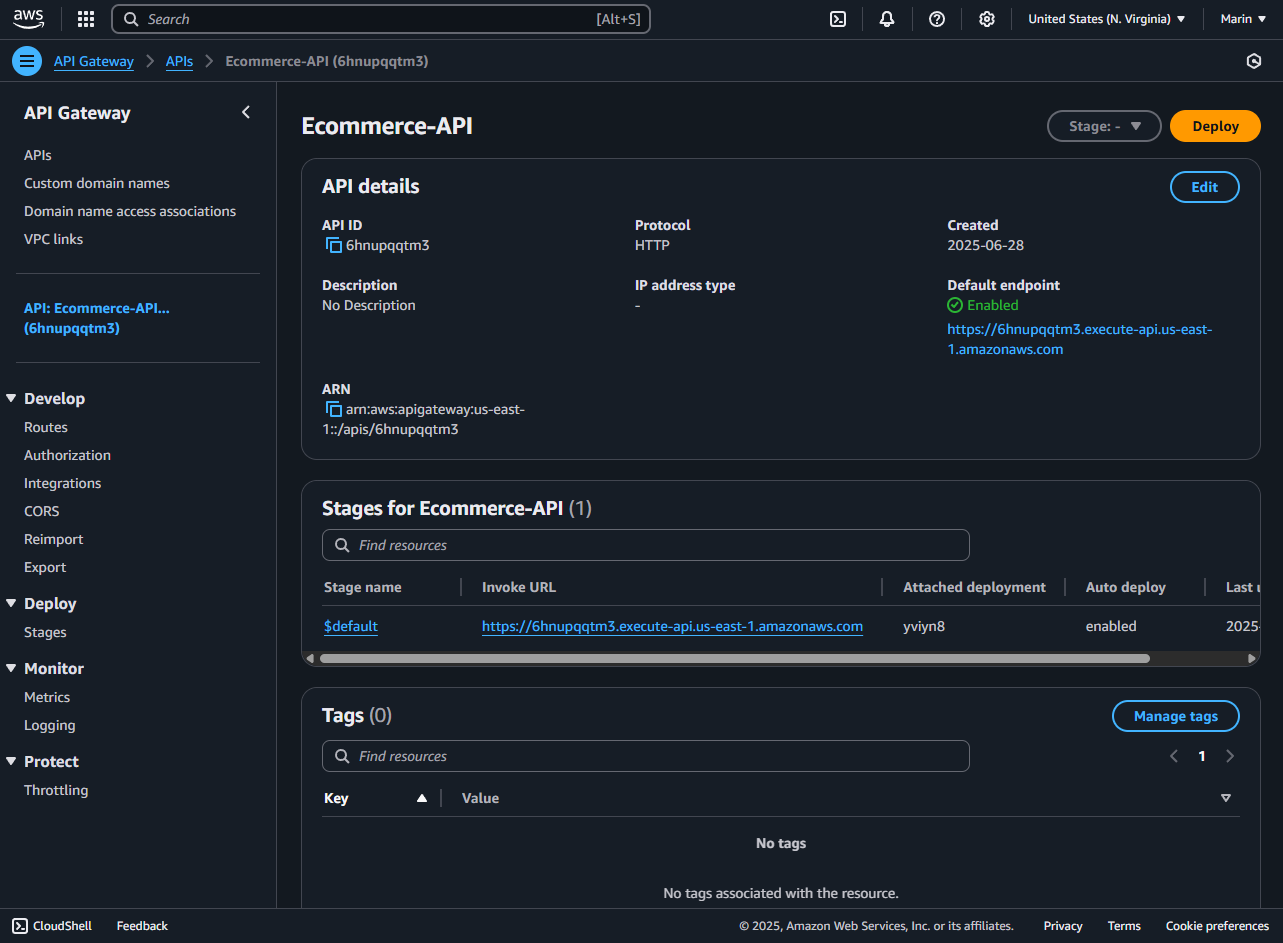 aws
Search [Alt+S]
United States (N. Virginia)
Marin
API Gateway
APIs
Ecommerce-API (6hnupqqtm3)
API Gateway
APIs
Custom domain names
Domain name access associations
VPC links
API: Ecommerce-API...
(6hnupqqtm3)
Develop
Routes
Authorization
Integrations
CORS
Reimport
Export
Deploy
Stages
Monitor
Metrics
Logging
Protect
Throttling
Ecommerce-API
Stage: -
Deploy
API details
Edit
API ID
6hnupqqtm3
Protocol
HTTP
Created
2025-06-28
Description
No Description
IP address type
-
Default endpoint
Enabled
https://6hnupqqtm3.execute-api.us-east-
1.amazonaws.com
ARN
arn:aws:apigateway:us-east-
1::/apis/6hnupqqtm3
Stages for Ecommerce-API (1)
Find resources
Stage name Invoke URL Attached deployment Auto deploy Last
$default https://6hnupqqtm3.execute-api.us-east-1.amazonaws.com yviyn8 enabled 2025-
Tags (0)
Manage tags
Find resources
1
Key Value
No tags
No tags associated with the resource.
CloudShell Feedback © 2025, Amazon Web Services, Inc. or its affiliates. Privacy Terms Cookie preferences